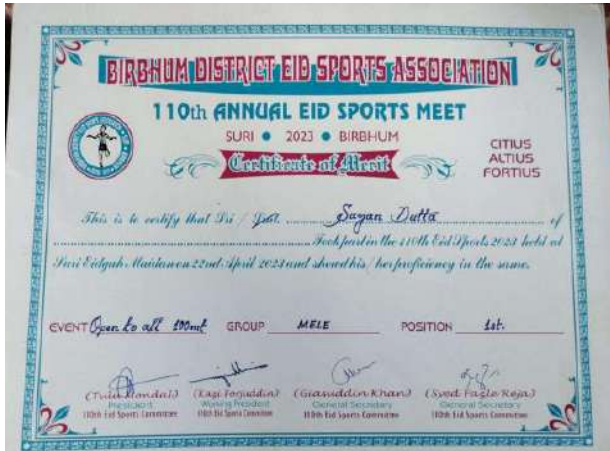 BIRBHUM DISTRICT EID SPORTS ASSOCIATION
110th ANNUAL EID SPORTS MEET
SURI ● 2023 ● BIRBHUM
Certificate of Merit
CITIUS
ALTIUS
FORTIUS
This is to certify that Sri / Smt. Sayan Dutta of
Took part in the 110th Eid Sports 2023 held at
Suri Eidgah Maidan on 22nd April 2023 and showed his / her proficiency in the same.
EVENT Open to all 100mt GROUP MELE POSITION 1st.
(Tulu Mandal) (Kazi Foyjuddin) (Giasuddin Khan) (Syed Fazle Reja)
President Working President General Secretary General Secretary
110th Eid Sports Committee 110th Eid Sports Committee 110th Eid Sports Committee 110th Eid Sports Committee